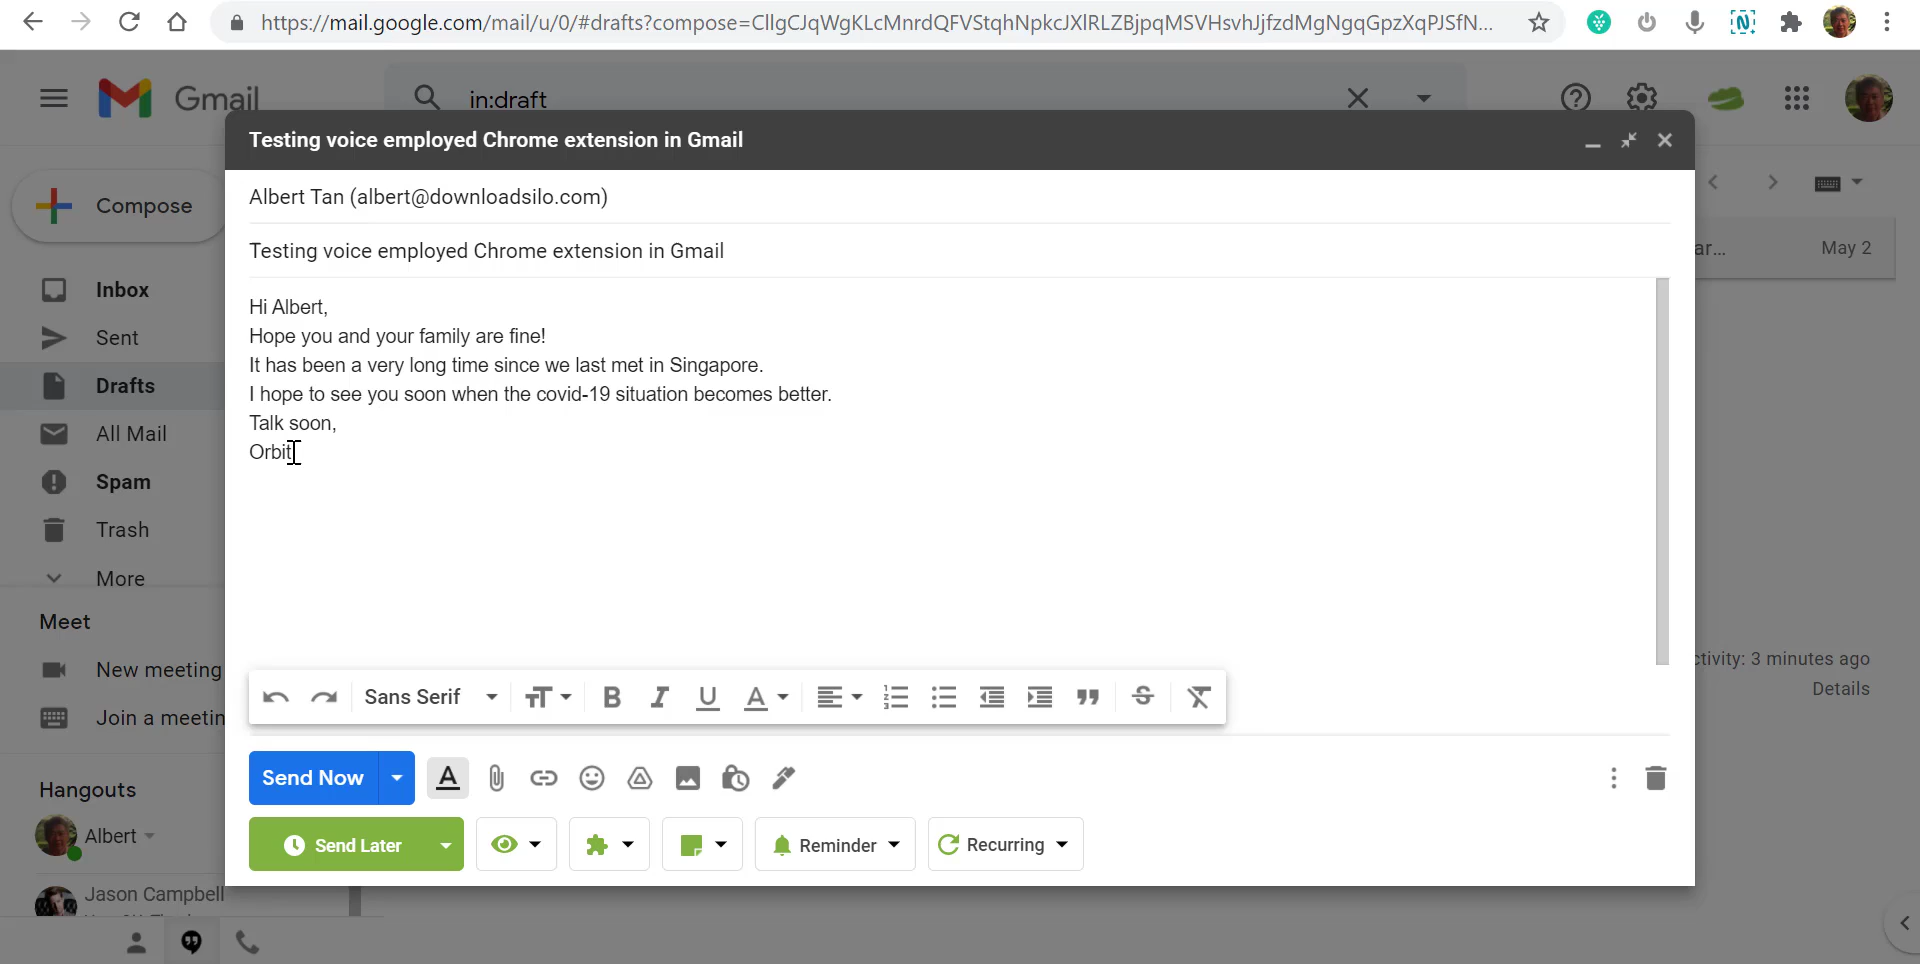 https://mail.google.com/mail/u/0/#drafts?compose=CllgCJqWgKLcMnrdQFVStqhNpkcJXlRLZBjpqMSVHsvhJjfzdMgNgqGpzXqPJSfN...
Gmail
in:draft
Testing voice employed Chrome extension in Gmail
Compose
Albert Tan (albert@downloadsilo.com)
Testing voice employed Chrome extension in Gmail
ar...
May 2
Inbox
Sent
Drafts
All Mail
Spam
Trash
More
Hi Albert,
Hope you and your family are fine!
It has been a very long time since we last met in Singapore.
I hope to see you soon when the covid-19 situation becomes better.
Talk soon,
Orbit
Meet
New meeting
Join a meetin
ctivity: 3 minutes ago
Details
Sans Serif
Send Now
Hangouts
Albert
Send Later
Reminder
Recurring
Jason Campbell